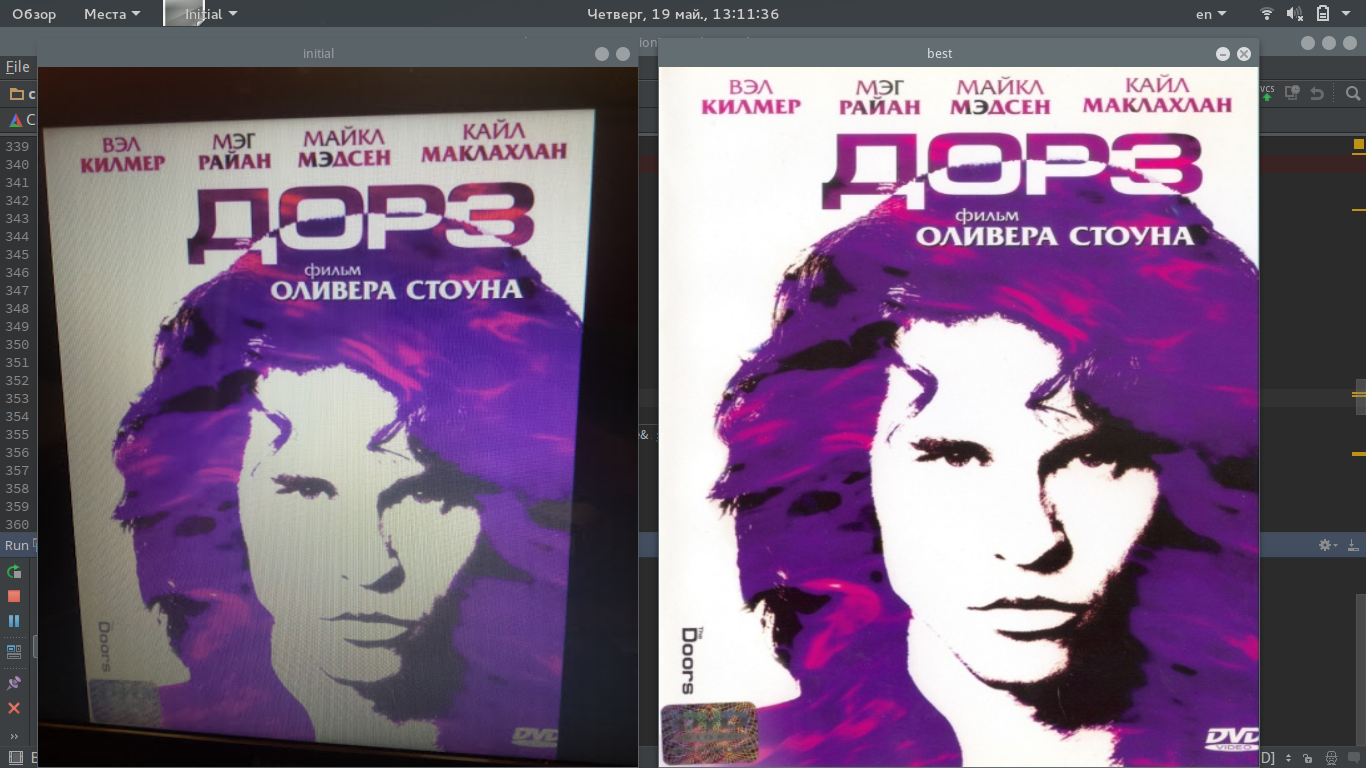 Обзор
Места
Initial
Четверг, 19 май., 13:11:36
en
initial
best
File
VCS
339
340
341
342
343
344
345
346
347
348
349
350
351
352
353
354
355
356
357
358
359
360
Run
ВЭЛ
КИЛМЕР
МЭГ
РАЙАН
МАЙКЛ
МЭДСЕН
КАЙЛ
МАКЛАХЛАН
ДОРЗ
фильм
ОЛИВЕРА СТОУНА
Doors
DVD
ВЭЛ
КИЛМЕР
МЭГ
РАЙАН
МАЙКЛ
МЭДСЕН
КАЙЛ
МАКЛАХЛАН
ДОРЗ
фильм
ОЛИВЕРА СТОУНА
The
Doors
DVD
VIDEO
&
D]